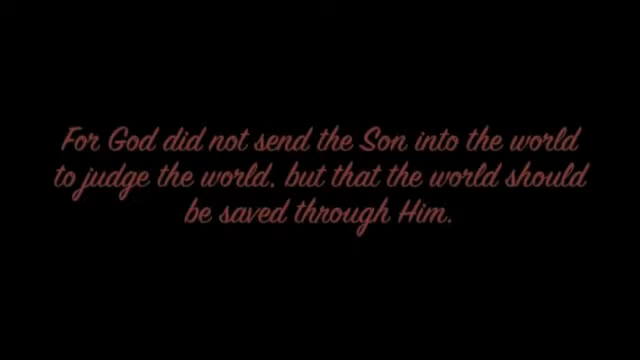 For God did not send the Son into the world
to judge the world, but that the world should
be saved through Him.